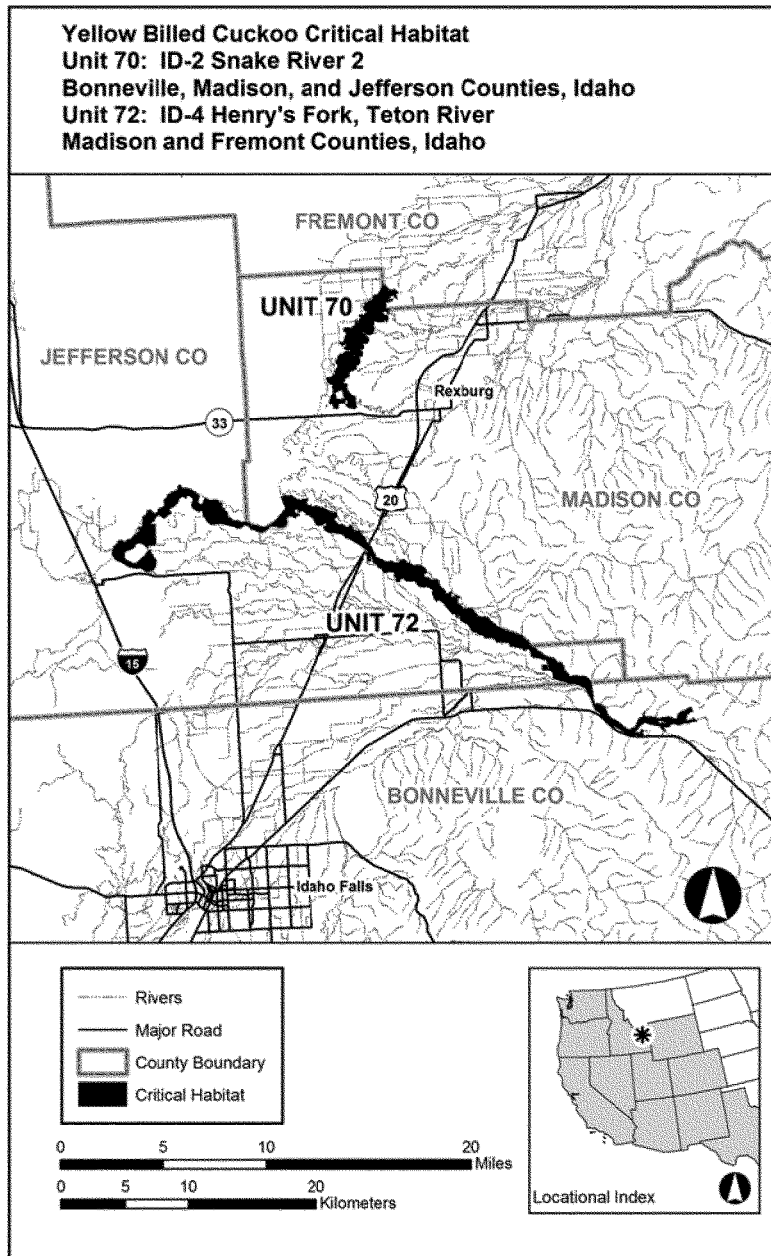 Yellow Billed Cuckoo Critical Habitat
Unit 70: ID-2 Snake River 2
Bonneville, Madison, and Jefferson Counties, Idaho
Unit 72: ID-4 Henry's Fork, Teton River
Madison and Fremont Counties, Idaho
FREMONT CO
UNIT 70
JEFFERSON CO
Rexburg
33
20
MADISON CO
UNIT 72
15
BONNEVILLE CO
Idaho Falls
Rivers
Major Road
County Boundary
Critical Habitat
0 5 10 20
Miles
0 5 10 20
Kilometers
Locational Index